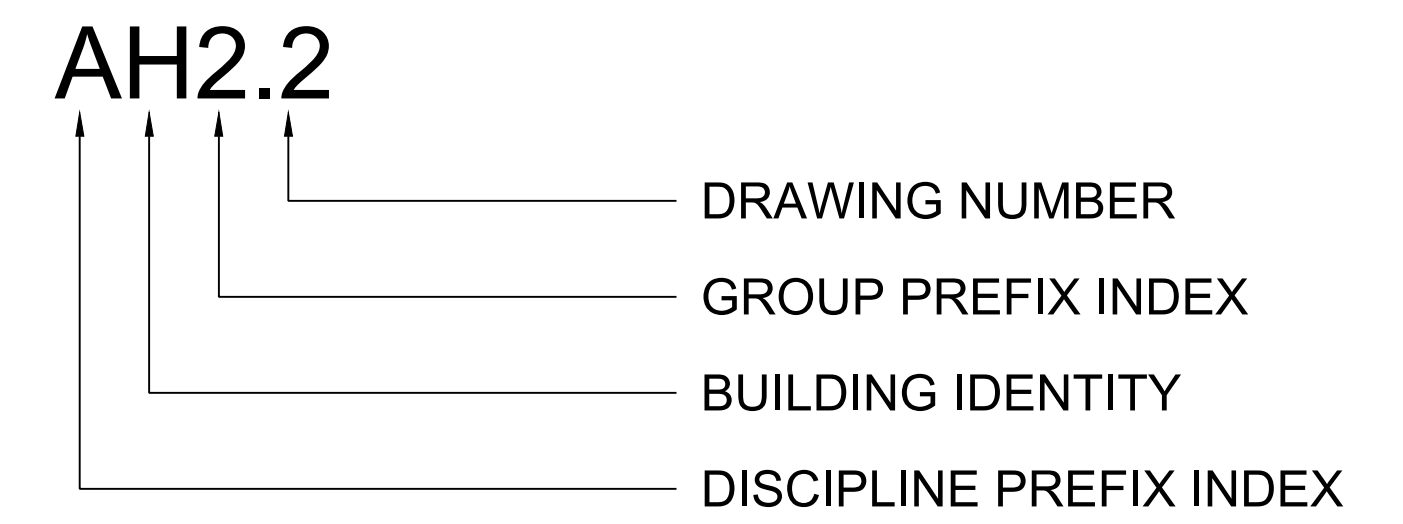 AH2.2
DRAWING NUMBER
GROUP PREFIX INDEX
BUILDING IDENTITY
DISCIPLINE PREFIX INDEX